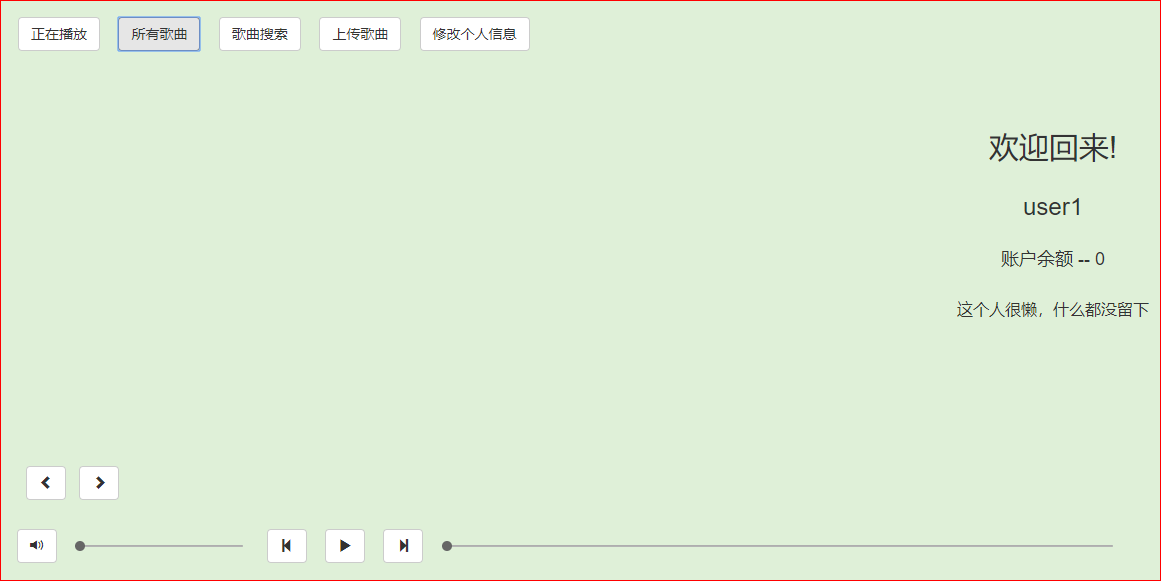 正在播放 所有歌曲 歌曲搜索 上传歌曲 修改个人信息
欢迎回来!
user1
账户余额 -- 0
这个人很懒，什么都没留下